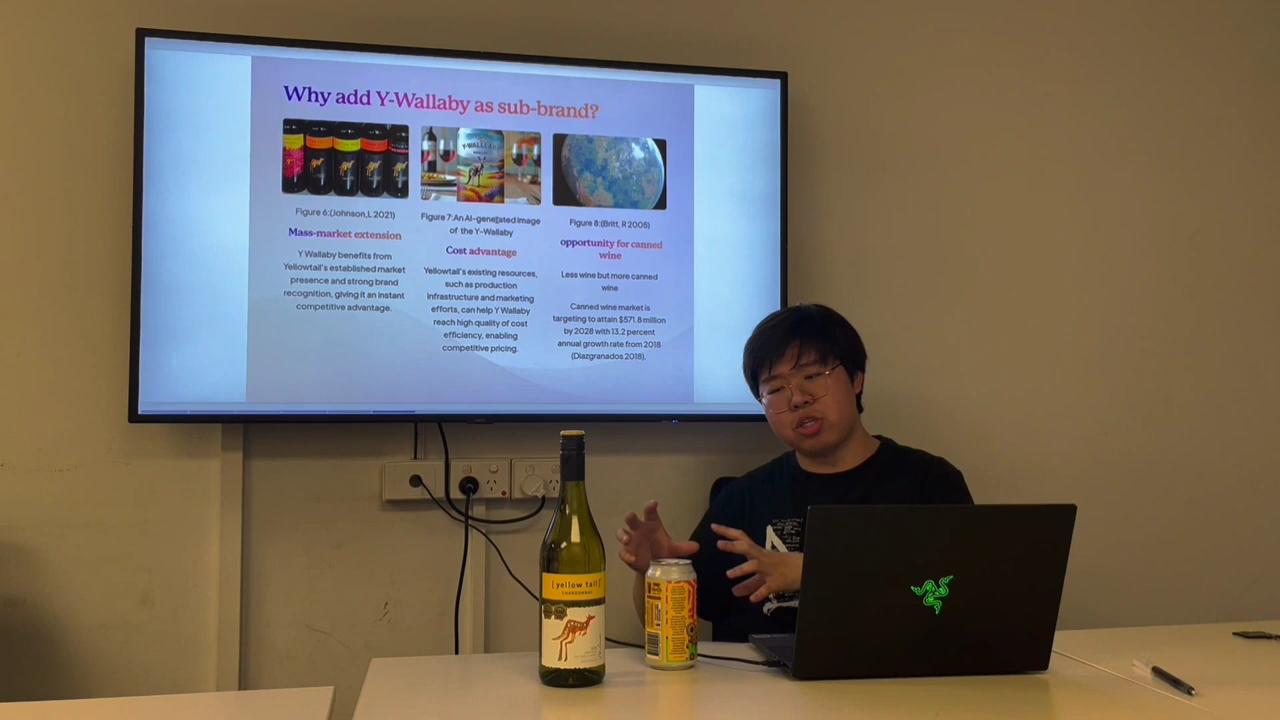 Why add Y-Wallaby as sub-brand?
Y-WALLABY
Figure 6:(Johnson,L 2021)
Mass-market extension
Y Wallaby benefits from
Yellowtail's established market
presence and strong brand
recognition, giving it an instant
competitive advantage.
Figure 7:An AI-generated image
of the Y-Wallaby
Cost advantage
Yellowtail's existing resources,
such as production
infrastructure and marketing
efforts, can help Y Wallaby
reach high quality of cost
efficiency, enabling
competitive pricing.
Figure 8:(Britt, R 2005)
opportunity for canned
wine
Less wine but more canned
wine
Canned wine market is
targeting to attain $571.8 million
by 2028 with 13.2 percent
annual growth rate from 2018
(Diazgranados 2018).
[ yellow tail ]
CHARDONNAY